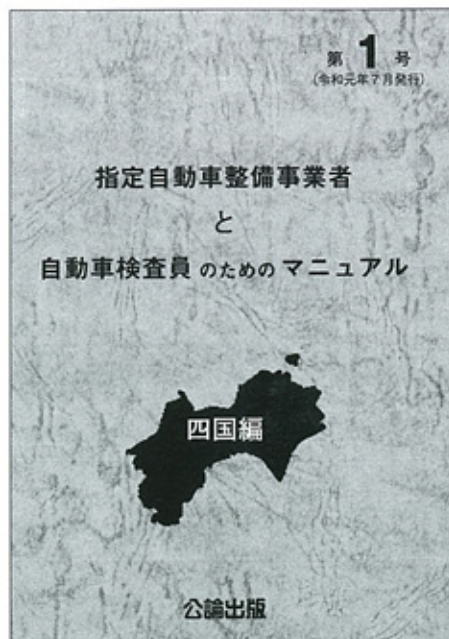 第1号
(令和元年7月発行)
指定自動車整備事業者
と
自動車検査員のためのマニュアル
四国編
公論出版